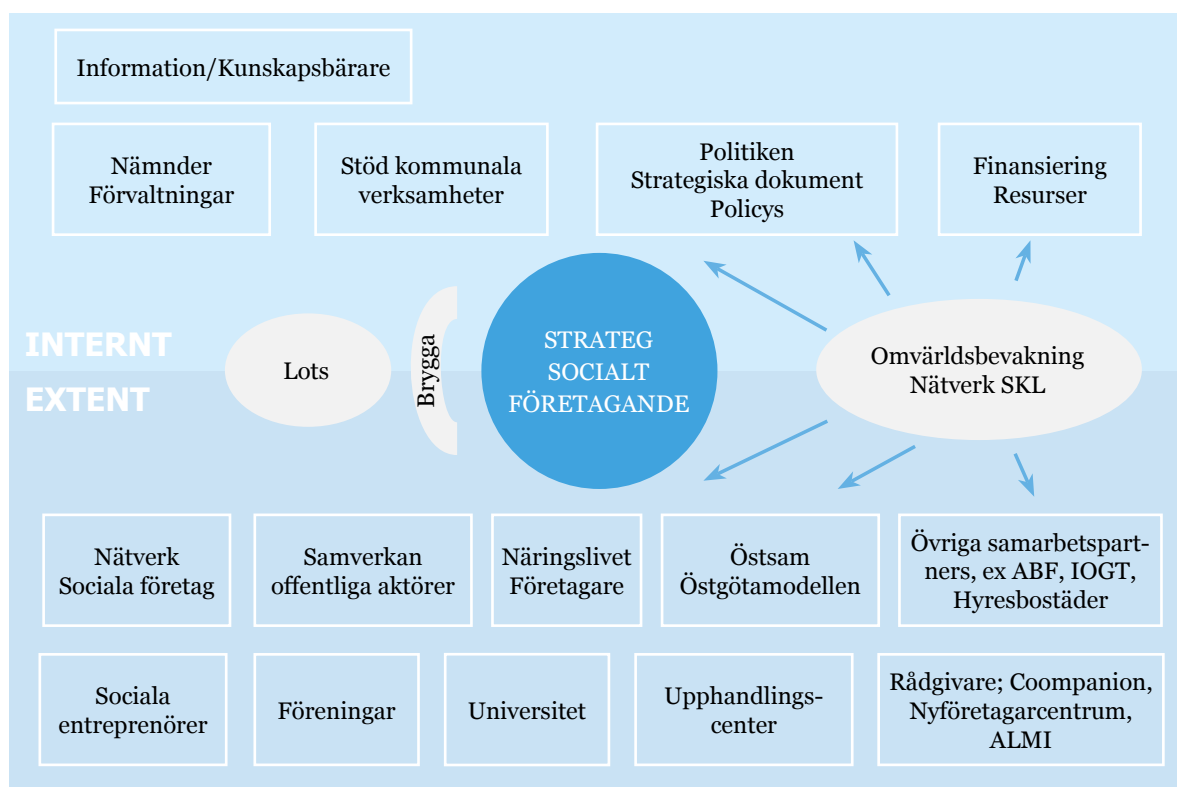 Information/Kunskapsbärare
Nämnder
Förvaltningar
Stöd kommunala
verksamheter
Politiken
Strategiska dokument
Policys
Finansiering
Resurser
INTERNT
EXTENT
Lots
Brygga
STRATEG
SOCIALT
FÖRETAGANDE
Omvärldsbevakning
Nätverk SKL
Nätverk
Sociala företag
Samverkan
offentliga aktörer
Näringslivet
Företagare
Östsam
Östgötamodellen
Övriga samarbetspart-
ners, ex ABF, IOGT,
Hyresbostäder
Sociala
entreprenörer
Föreningar
Universitet
Upphandlings-
center
Rådgivare; Coompanion,
Nyföretagarcentrum,
ALMI